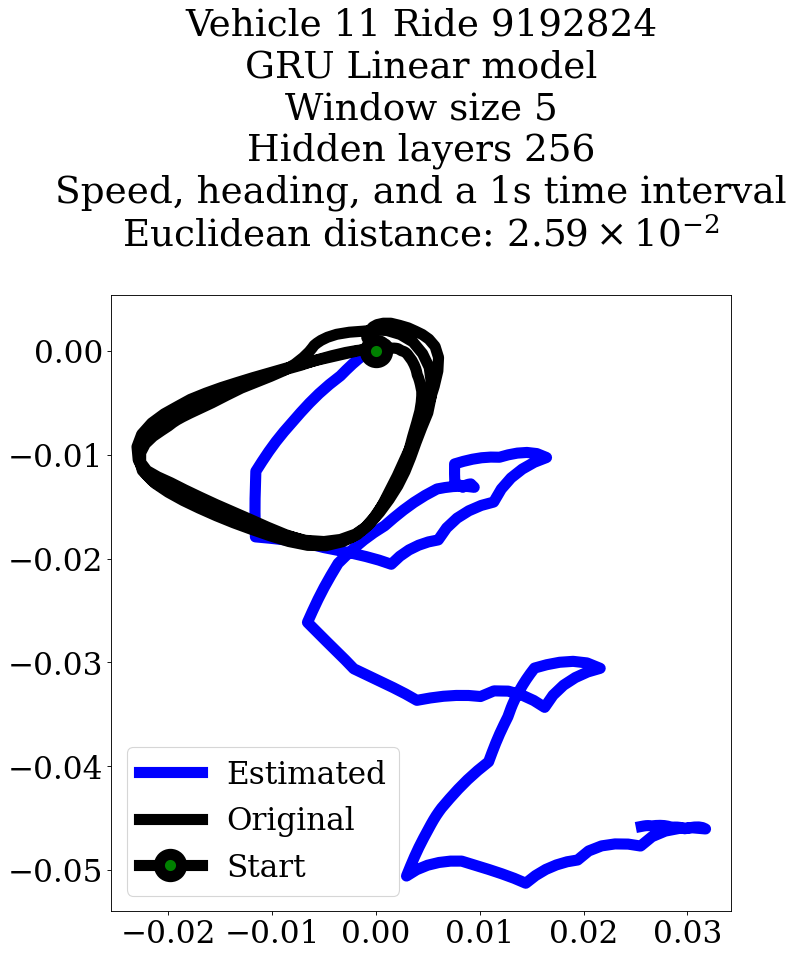 Vehicle 11 Ride 9192824
GRU Linear model
Window size 5
Hidden layers 256
Speed, heading, and a 1s time interval
Euclidean distance: 2.59 × 10⁻²
0.00
−0.01
−0.02
−0.03
−0.04
−0.05
Estimated
Original
Start
−0.02 −0.01 0.00 0.01 0.02 0.03